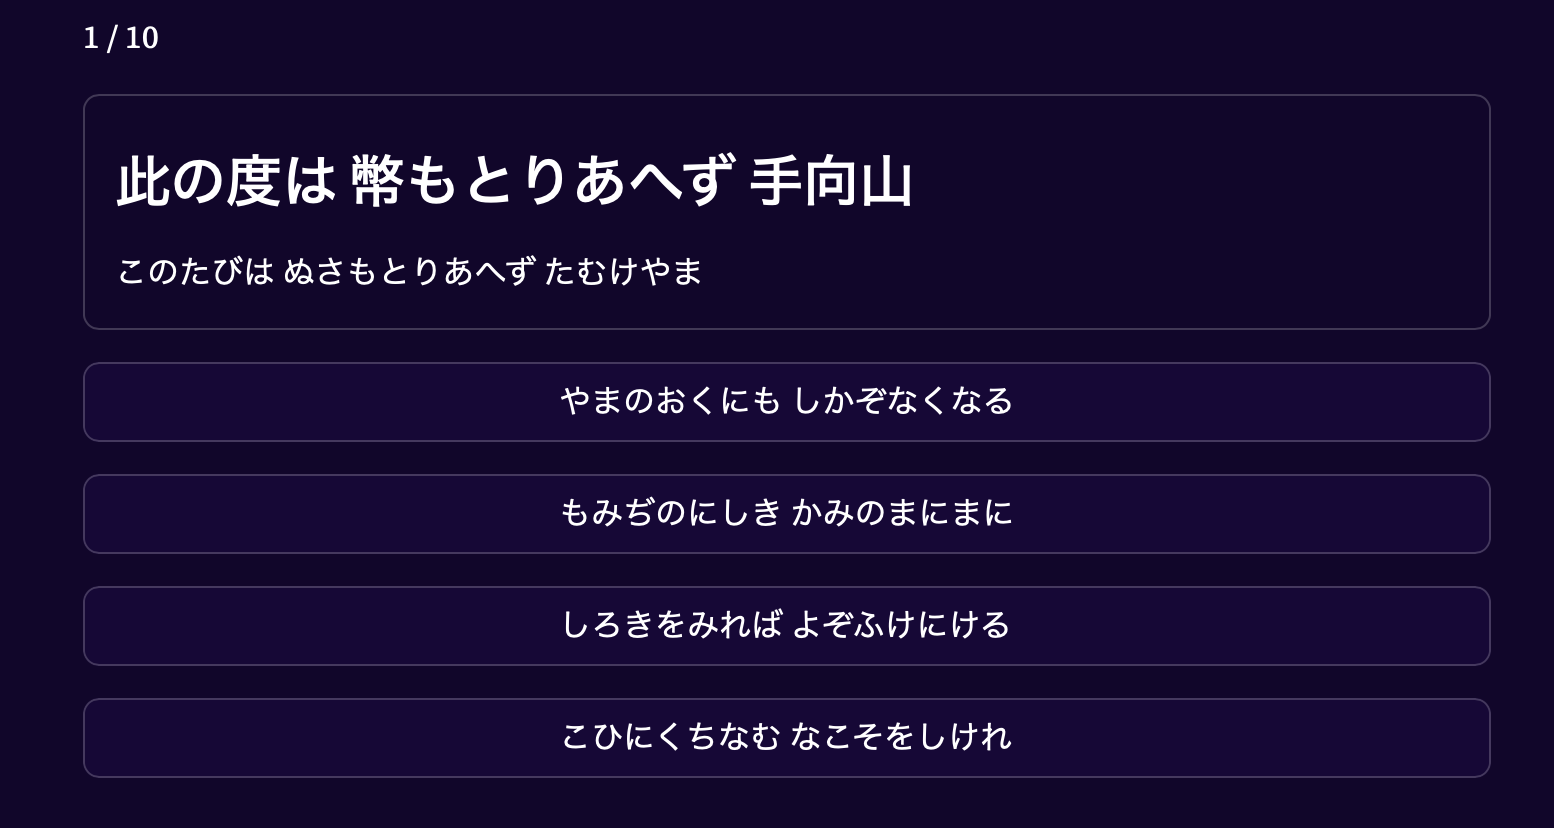 1 / 10
此の度は 幣もとりあへず 手向山
このたびは ぬさもとりあへず たむけやま
やまのおくにも しかぞなくなる
もみぢのにしき かみのまにまに
しろきをみれば よぞふけにける
こひにくちなむ なこそをしけれ